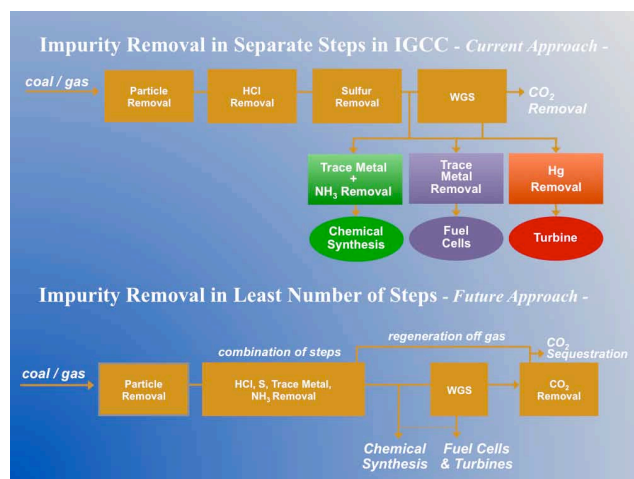 Impurity Removal in Separate Steps in IGCC - Current Approach -
coal / gas
Particle
Removal
HCl
Removal
Sulfur
Removal
WGS
CO2
Removal
Trace Metal
+
NH3 Removal
Trace
Metal
Removal
Hg
Removal
Chemical
Synthesis
Fuel
Cells
Turbine
Impurity Removal in Least Number of Steps - Future Approach -
regeneration off gas
combination of steps
CO2
Sequestration
coal / gas
Particle
Removal
HCl, S, Trace Metal,
NH3 Removal
WGS
CO2
Removal
Chemical
Synthesis
Fuel Cells
& Turbines